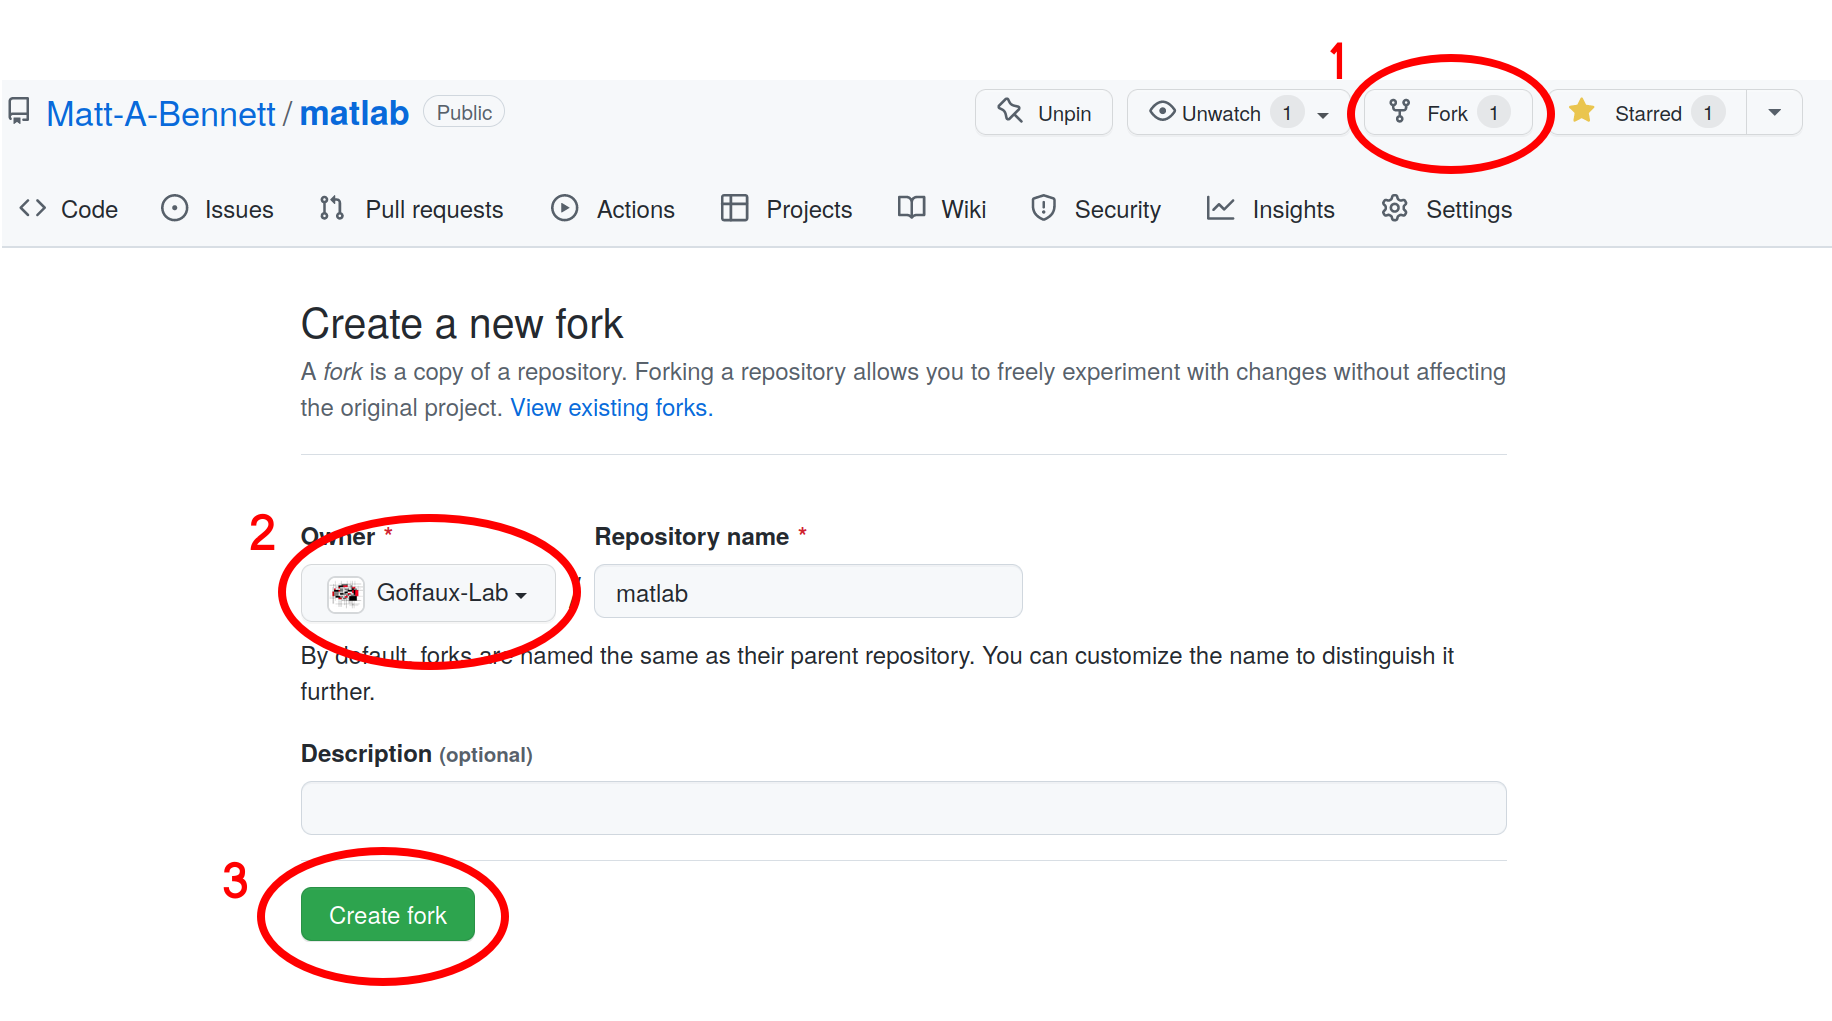 1
Matt-A-Bennett / matlab Public Unpin Unwatch 1 Fork 1 Starred 1
Code Issues Pull requests Actions Projects Wiki Security Insights Settings
Create a new fork
A fork is a copy of a repository. Forking a repository allows you to freely experiment with changes without affecting
the original project. View existing forks.
2 Owner * Repository name *
Goffaux-Lab / matlab
By default, forks are named the same as their parent repository. You can customize the name to distinguish it
further.
Description (optional)
3
Create fork